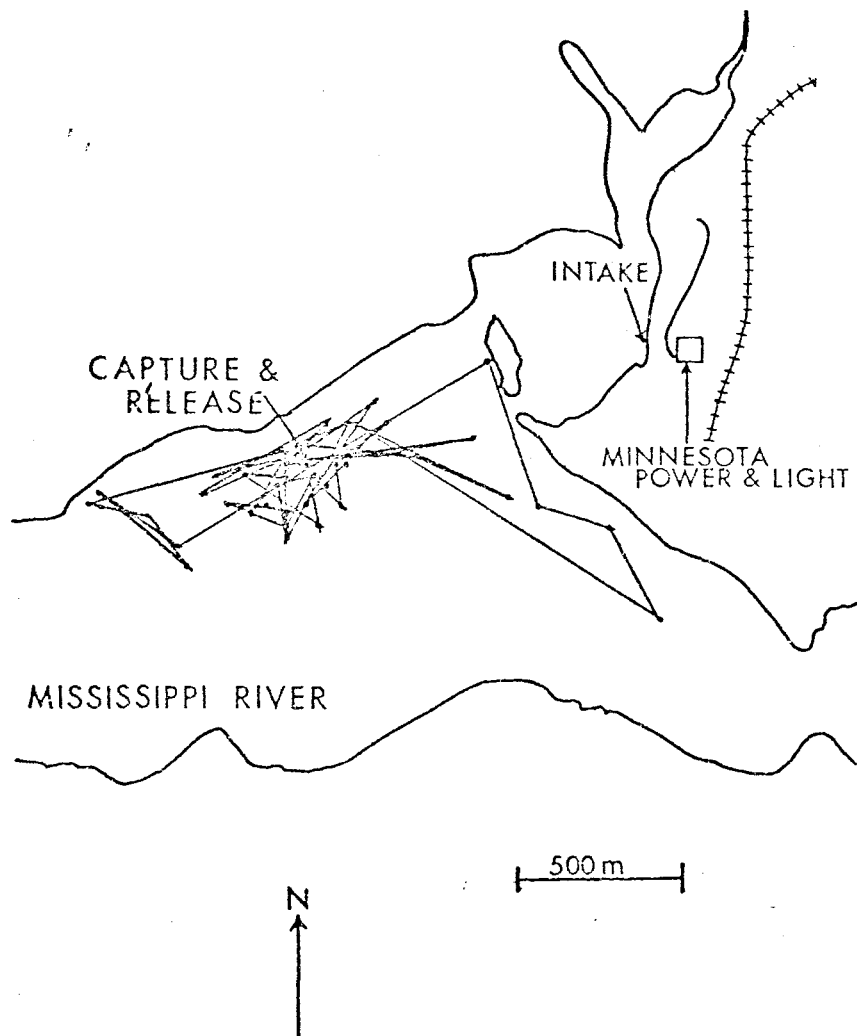 INTAKE
CAPTURE &
RELEASE
MINNESOTA
POWER & LIGHT
MISSISSIPPI RIVER
500 m
N